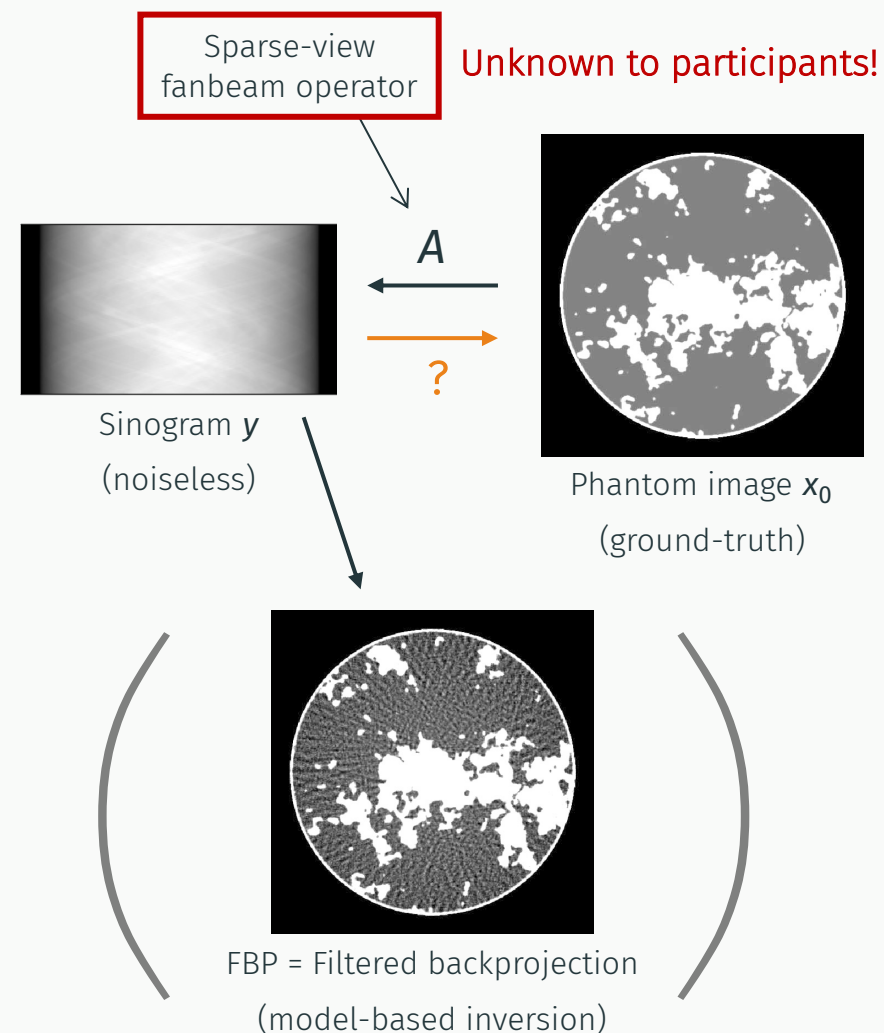 Sparse-view
fanbeam operator
Unknown to participants!
A
?
Sinogram y
(noiseless)
Phantom image x₀
(ground-truth)
FBP = Filtered backprojection
(model-based inversion)